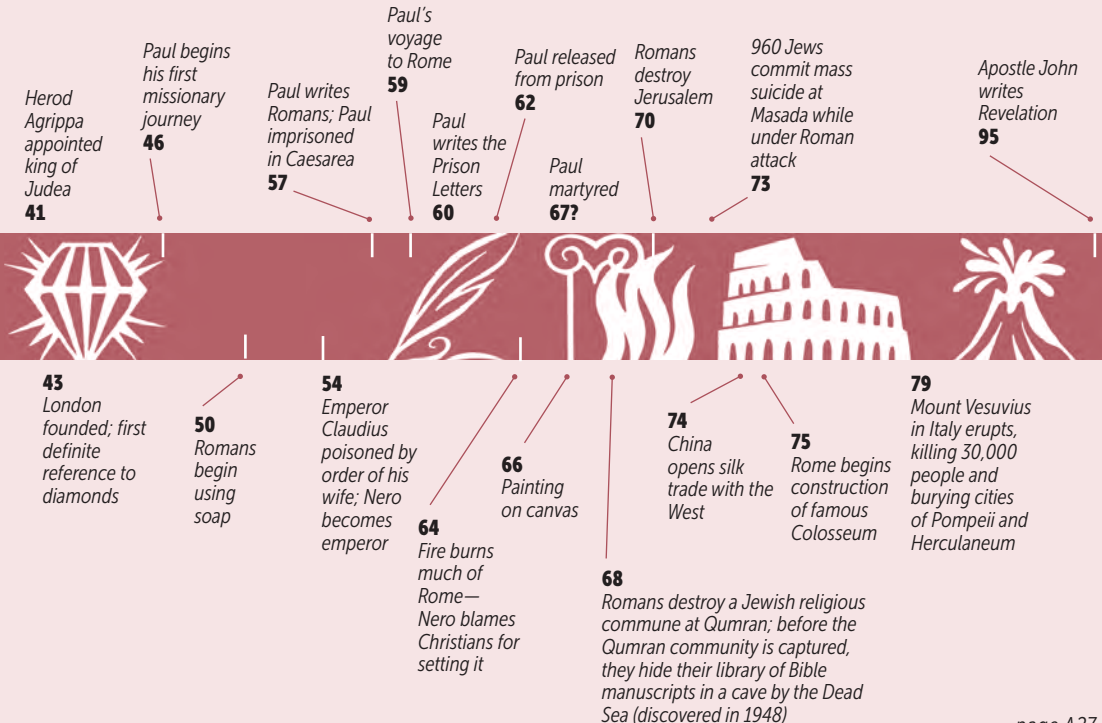 Herod
Agrippa
appointed
king of
Judea
41
Paul begins
his first
missionary
journey
46
Paul writes
Romans; Paul
imprisoned
in Caesarea
57
Paul's
voyage
to Rome
59
Paul
writes the
Prison
Letters
60
Paul released
from prison
62
Paul
martyred
67?
Romans
destroy
Jerusalem
70
960 Jews
commit mass
suicide at
Masada while
under Roman
attack
73
Apostle John
writes
Revelation
95
43
London
founded; first
definite
reference to
diamonds
50
Romans
begin
using
soap
54
Emperor
Claudius
poisoned by
order of his
wife; Nero
becomes
emperor
64
Fire burns
much of
Rome—
Nero blames
Christians for
setting it
66
Painting
on canvas
68
Romans destroy a Jewish religious
commune at Qumran; before the
Qumran community is captured,
they hide their library of Bible
manuscripts in a cave by the Dead
Sea (discovered in 1948)
74
China
opens silk
trade with the
West
75
Rome begins
construction
of famous
Colosseum
79
Mount Vesuvius
in Italy erupts,
killing 30,000
people and
burying cities
of Pompeii and
Herculaneum
page A27